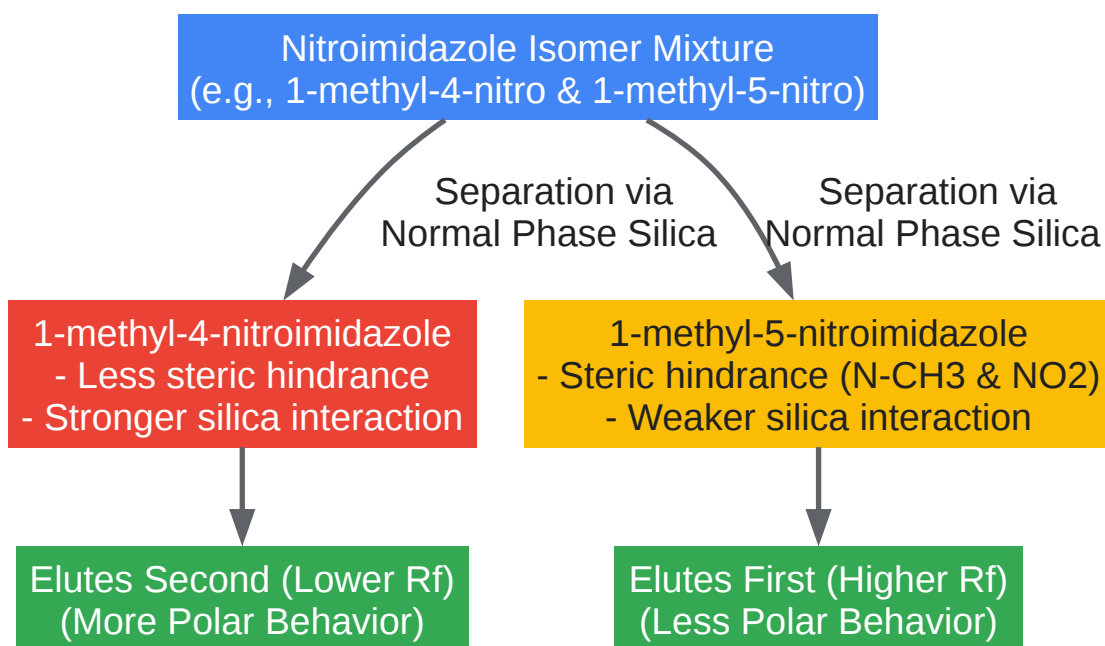 Nitroimidazole Isomer Mixture
(e.g., 1-methyl-4-nitro & 1-methyl-5-nitro)
Separation via
Normal Phase Silica
Separation via
Normal Phase Silica
1-methyl-4-nitroimidazole
- Less steric hindrance
- Stronger silica interaction
1-methyl-5-nitroimidazole
- Steric hindrance (N-CH3 & NO2)
- Weaker silica interaction
Elutes Second (Lower Rf)
(More Polar Behavior)
Elutes First (Higher Rf)
(Less Polar Behavior)